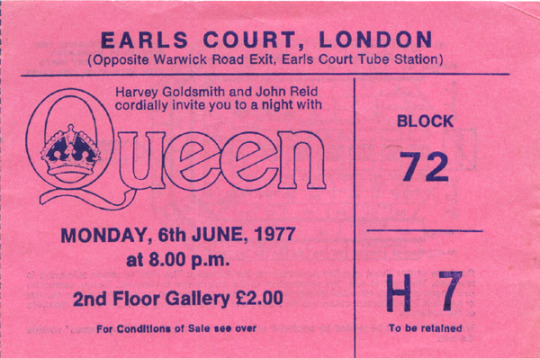 EARLS COURT, LONDON
(Opposite Warwick Road Exit, Earls Court Tube Station)
Harvey Goldsmith and John Reid
cordially invite you to a night with
Queen
MONDAY, 6th JUNE, 1977
at 8.00 p.m.
2nd Floor Gallery £2.00
For Conditions of Sale see over
BLOCK
72
H 7
To be retained